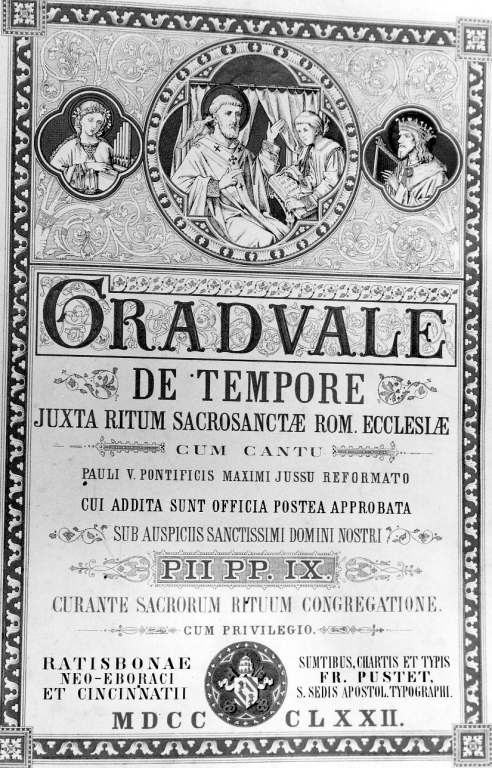 GRADVALE
DE TEMPORE
JUXTA RITUM SACROSANCTÆ ROM. ECCLESIÆ
CUM CANTU
PAULI V. PONTIFICIS MAXIMI JUSSU REFORMATO
CUI ADDITA SUNT OFFICIA POSTEA APPROBATA
SUB AUSPICIIS SANCTISSIMI DOMINI NOSTRI
PII PP. IX.
CURANTE SACRORUM RITUUM CONGREGATIONE.
CUM PRIVILEGIO.
RATISBONAE
NEO-EBORACI
ET CINCINNATII
SUMTIBUS, CHARTIS ET TYPIS
FR. PUSTET,
S. SEDIS APOSTOL. TYPOGRAPHI.
MDCC CLXXII.